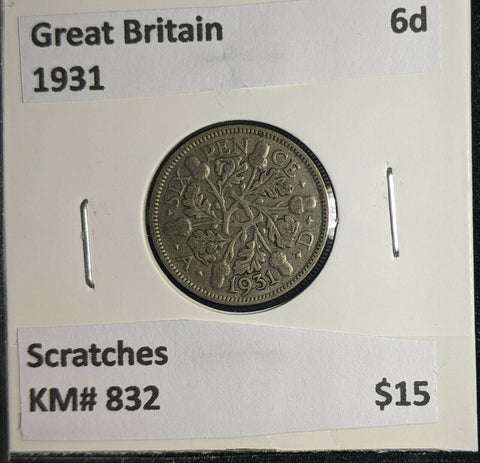 Great Britain 6d
1931
SIX PENCE
A D
1931
Scratches
KM# 832 $15